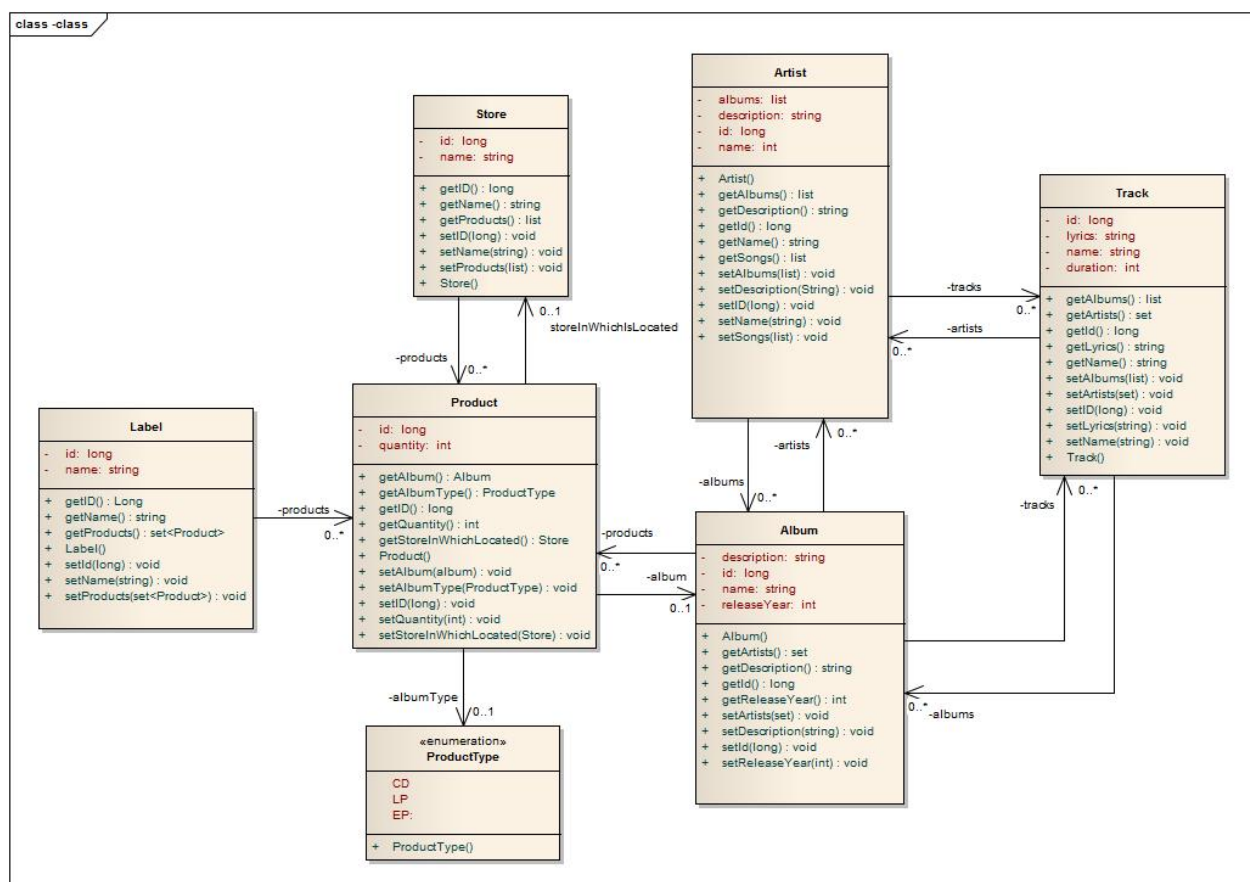 class -class
Store
- id: long
- name: string
+ getID() : long
+ getName() : string
+ getProducts() : list
+ setID(long) : void
+ setName(string) : void
+ setProducts(list) : void
+ Store()
Artist
- albums: list
- description: string
- id: long
- name: int
+ Artist()
+ getAlbums() : list
+ getDescription() : string
+ getId() : long
+ getName() : string
+ getSongs() : list
+ setAlbums(list) : void
+ setDescription(String) : void
+ setID(long) : void
+ setName(string) : void
+ setSongs(list) : void
Track
- id: long
- lyrics: string
- name: string
- duration: int
+ getAlbums() : list
+ getArtists() : set
+ getId() : long
+ getLyrics() : string
+ getName() : string
+ setAlbums(list) : void
+ setArtists(set) : void
+ setID(long) : void
+ setLyrics(string) : void
+ setName(string) : void
+ Track()
-tracks
0..*
-artists
0..*
0..1
storeInWhichIsLocated
-products
0..*
Label
- id: long
- name: string
+ getID() : Long
+ getName() : string
+ getProducts() : set<Product>
+ Label()
+ setId(long) : void
+ setName(string) : void
+ setProducts(set<Product>) : void
-products
0..*
Product
- id: long
- quantity: int
+ getAlbum() : Album
+ getAlbumType() : ProductType
+ getID() : long
+ getQuantity() : int
+ getStoreInWhichLocated() : Store
+ Product()
+ setAlbum(album) : void
+ setAlbumType(ProductType) : void
+ setID(long) : void
+ setQuantity(int) : void
+ setStoreInWhichLocated(Store) : void
0..*
-artists
-albums
0..*
-products
0..*
-album
0..1
Album
- description: string
- id: long
- name: string
- releaseYear: int
+ Album()
+ getArtists() : set
+ getDescription() : string
+ getId() : long
+ getReleaseYear() : int
+ setArtists(set) : void
+ setDescription(string) : void
+ setId(long) : void
+ setReleaseYear(int) : void
0..*
-tracks
0..*
-albums
-albumType
0..1
«enumeration»
ProductType
CD
LP
EP:
+ ProductType()